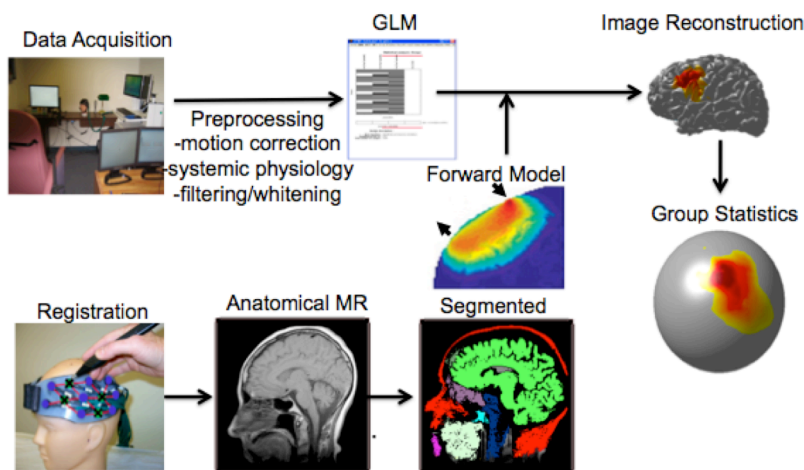 Data Acquisition
GLM
Image Reconstruction
Preprocessing
-motion correction
-systemic physiology
-filtering/whitening
Forward Model
Group Statistics
Registration
Anatomical MR
Segmented